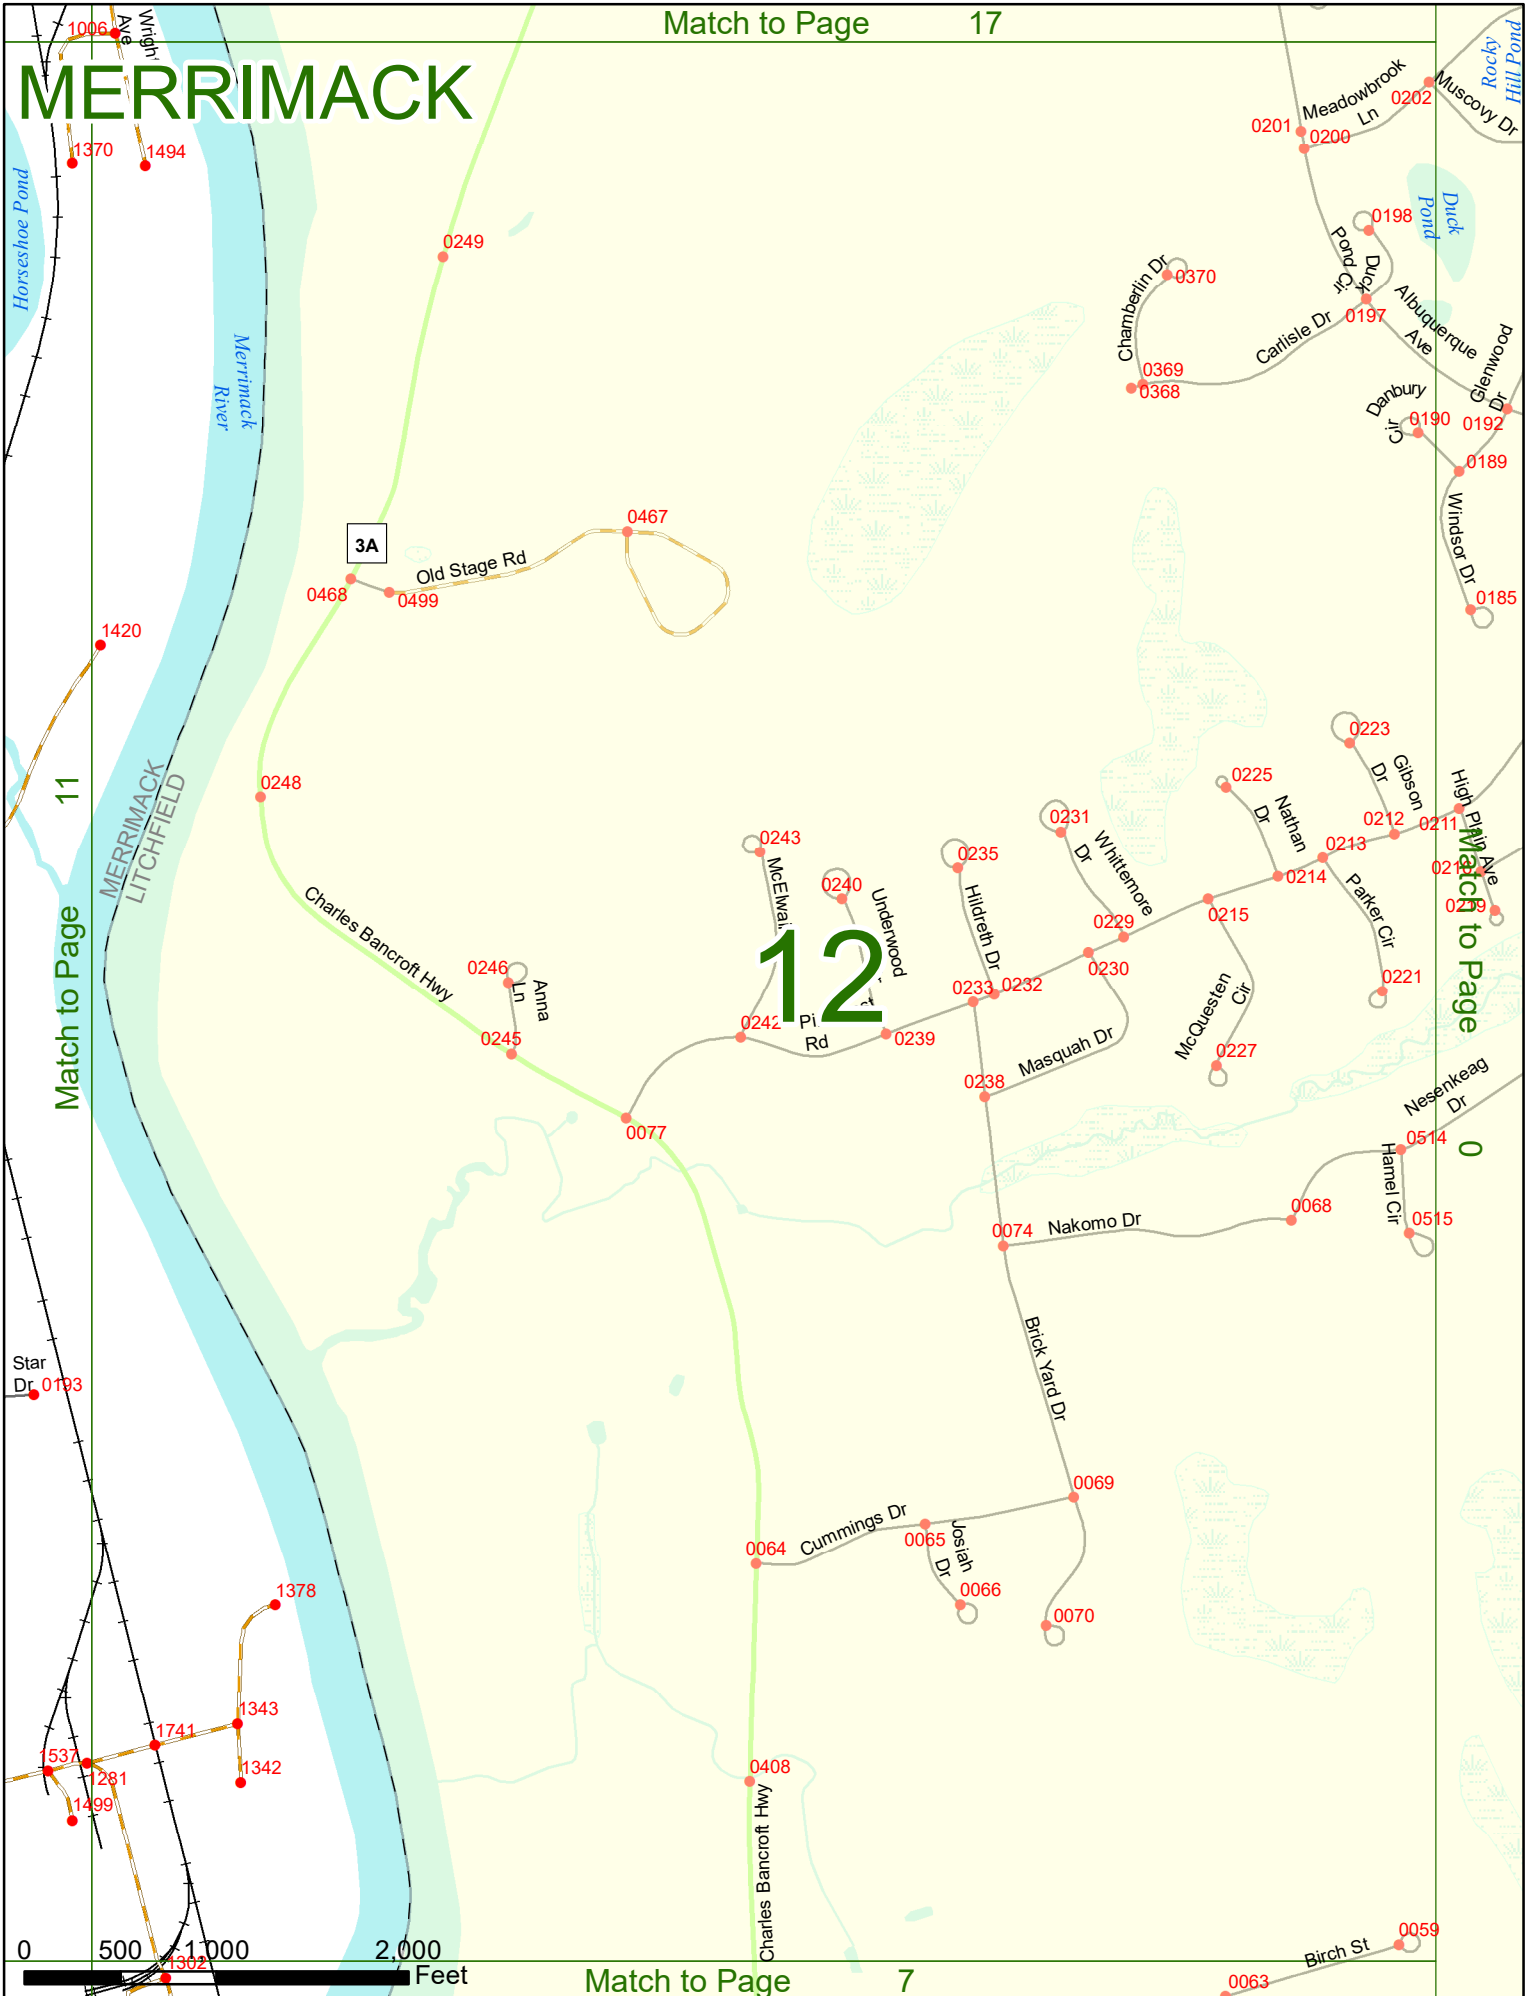 Match to Page 17
1006
Wright
Ave
MERRIMACK
Rocky
Hill Pond
Meadowbrook
Ln
0202
Muscovy Dr
0201
0200
1370
1494
Horseshoe Pond
Duck
Pond
0198
0249
Duck
Pond Cir
Chamberlin Dr
0370
0197
Albuquerque
Ave
Carlisle Dr
Glenwood
Dr
Merrimack
River
0369
0368
Danbury
Cir
0190
0192
0189
0467
3A
Old Stage Rd
Windsor Dr
0468
0499
0185
1420
0223
Gibson
Dr
0225
Nathan
Dr
High Plain Ave
11
0248
MERRIMACK
LITCHFIELD
0231
Whittemore
Dr
0212
0211
0243
0213
0235
0214
0240
Parker Cir
0219
Match to Page
Charles Bancroft Hwy
Underwood
Hildreth Dr
0215
0229
12
0230
0246
Anna
Ln
0233
0232
0221
McQuesten
Cir
Match to Page
0242
Rd
0239
0245
Masquah Dr
0227
0238
Nesenkeag
Dr
0077
0514
0
Hamel Cir
0068
0074
Nakomo Dr
0515
Brick Yard Dr
Star
Dr
0193
0069
Cummings Dr
0065
Josiah
Dr
0064
1378
0066
0070
1343
1741
1537
1281
1342
0408
1499
Charles Bancroft Hwy
0059
Birch St
0 500 1,000 2,000
Feet
1302
0063
Match to Page 7